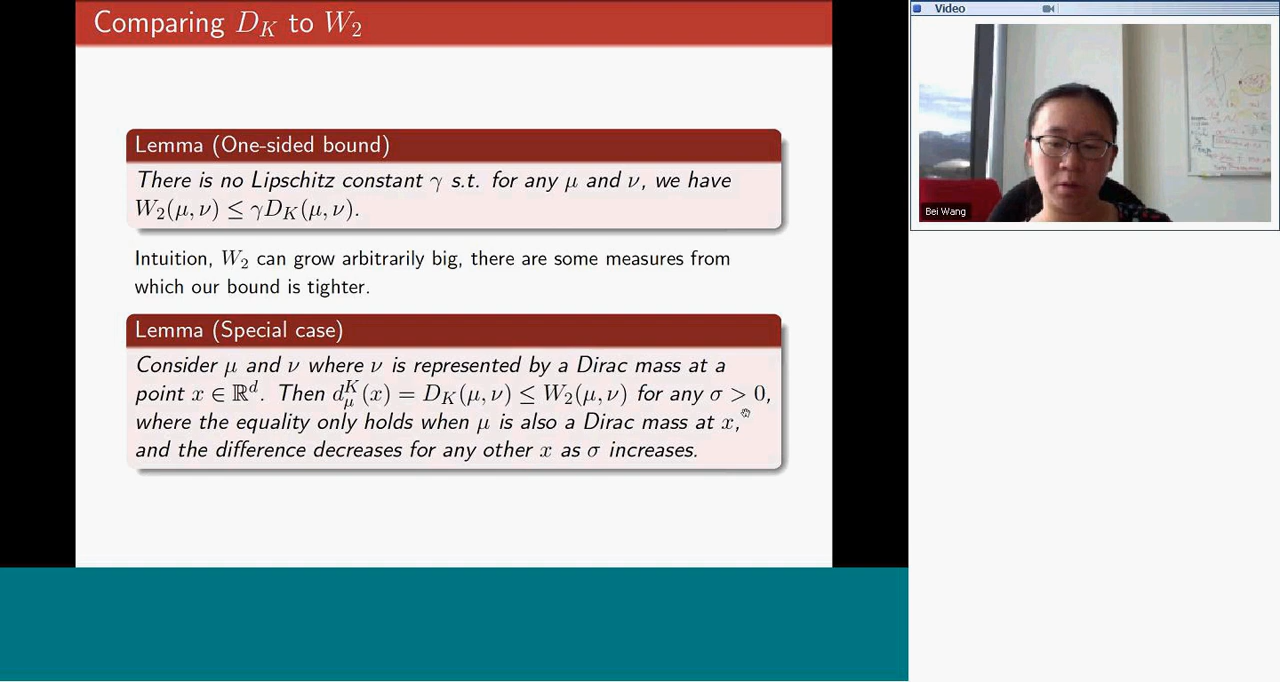 Comparing D_K to W_2
Video
Lemma (One-sided bound)
There is no Lipschitz constant γ s.t. for any μ and ν, we have
W_2(μ, ν) ≤ γD_K(μ, ν).
Bei Wang
Intuition, W_2 can grow arbitrarily big, there are some measures from
which our bound is tighter.
Lemma (Special case)
Consider μ and ν where ν is represented by a Dirac mass at a
point x ∈ ℝ^d. Then d_μ^K(x) = D_K(μ, ν) ≤ W_2(μ, ν) for any σ > 0,
where the equality only holds when μ is also a Dirac mass at x,
and the difference decreases for any other x as σ increases.